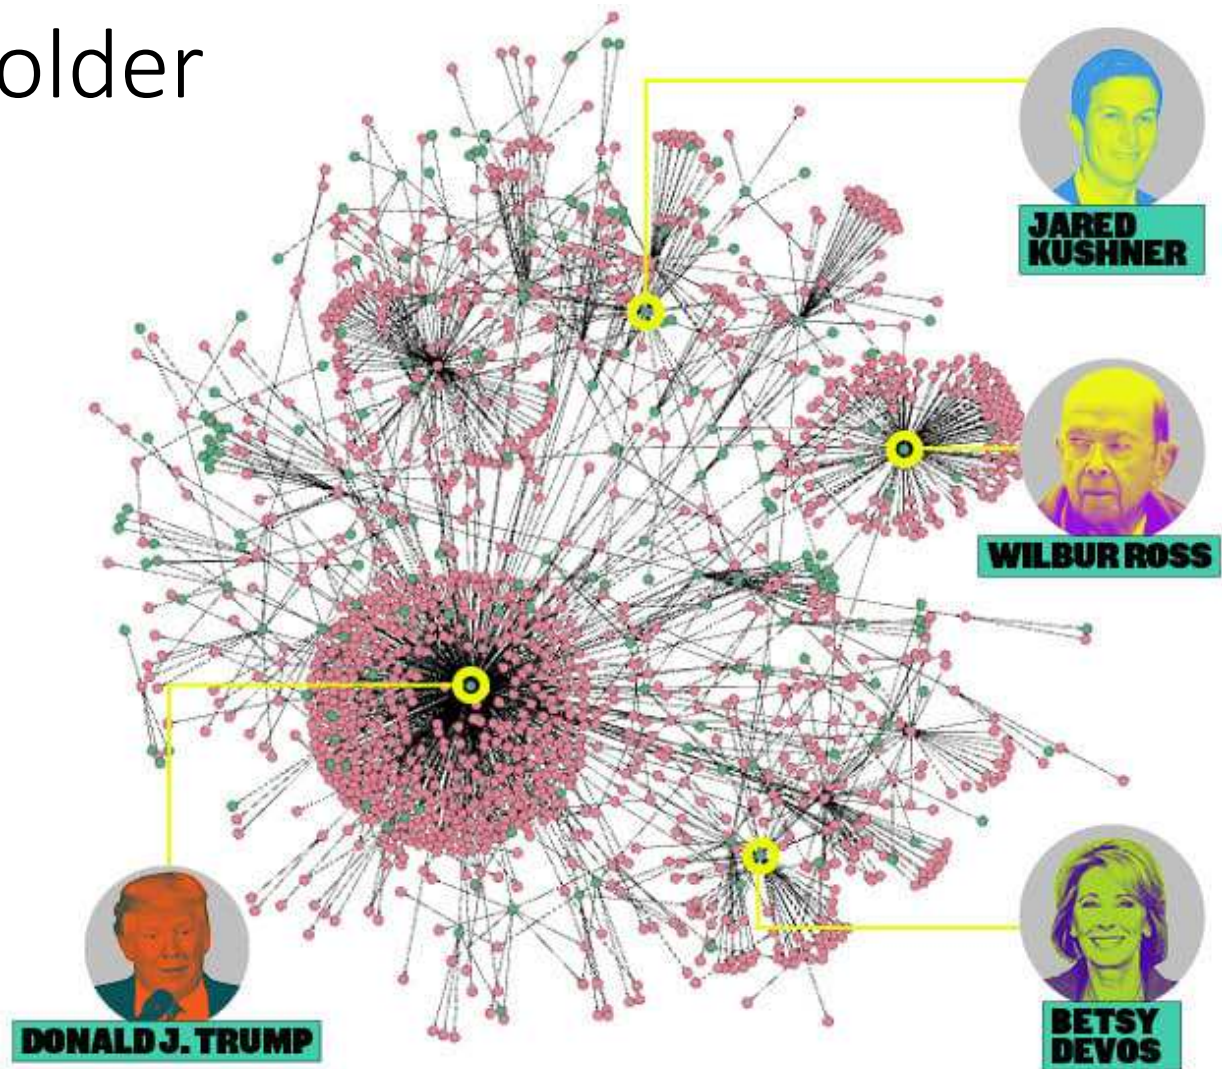 older
JARED
KUSHNER
WILBUR ROSS
DONALD J. TRUMP
BETSY
DEVOS